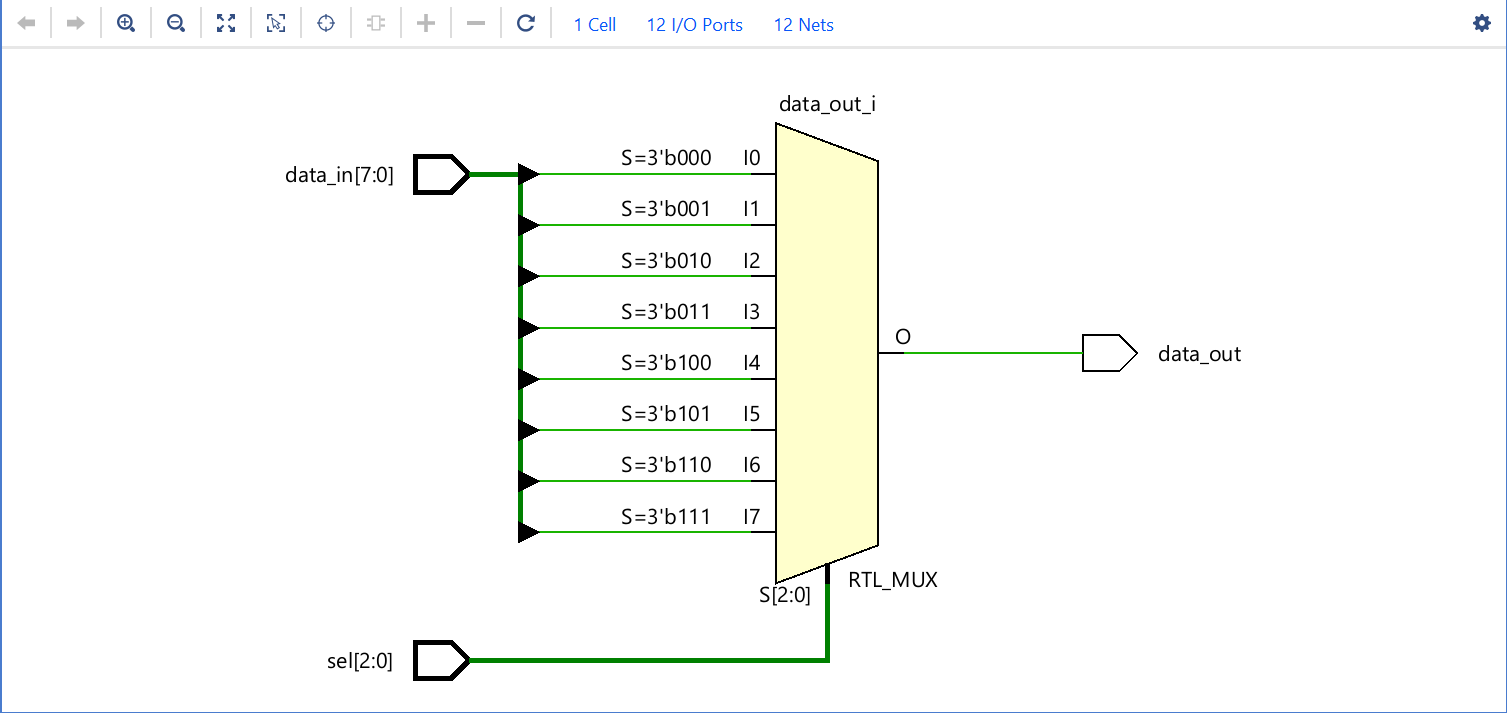 1 Cell 12 I/O Ports 12 Nets
data_out_i
data_in[7:0]
S=3'b000 I0
S=3'b001 I1
S=3'b010 I2
S=3'b011 I3
S=3'b100 I4
S=3'b101 I5
S=3'b110 I6
S=3'b111 I7
O
data_out
RTL_MUX
S[2:0]
sel[2:0]